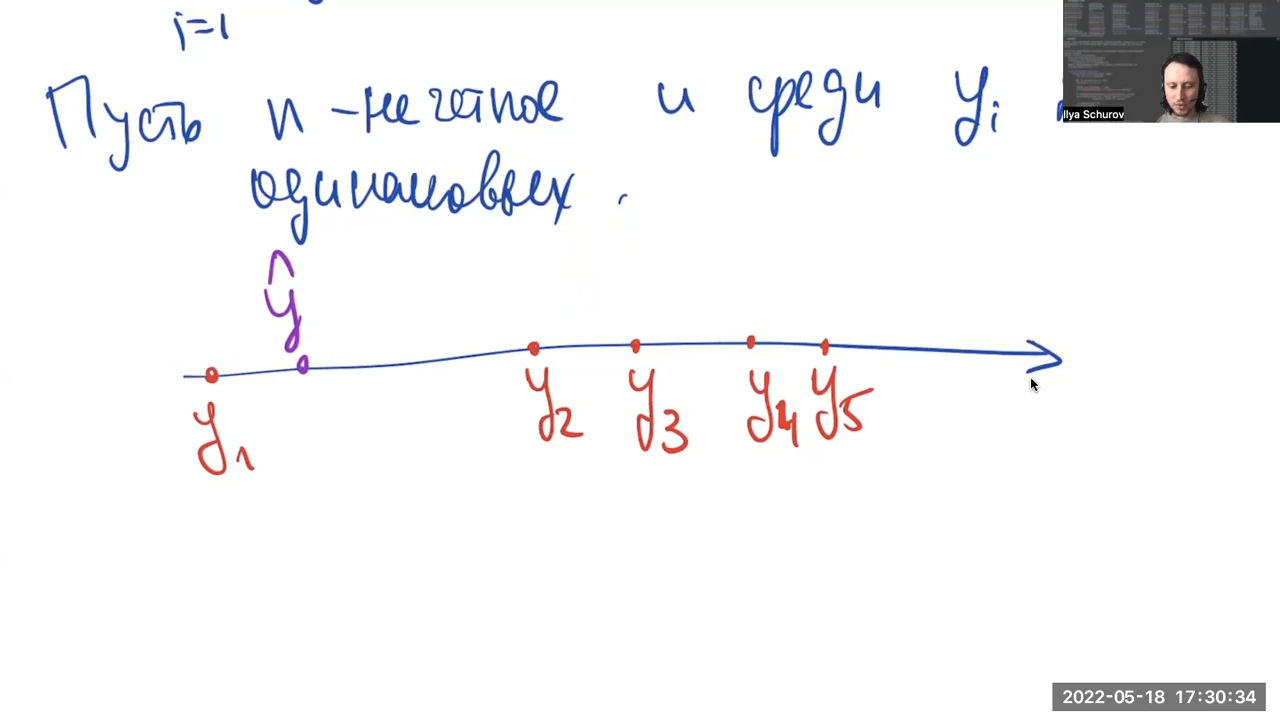 i=1
Пусть n - нечетное и среди yᵢ
одинаковых.
ŷ
y₁ y₂ y₃ y₄ y₅
Ilya Schurov
2022-05-18 17:30:34